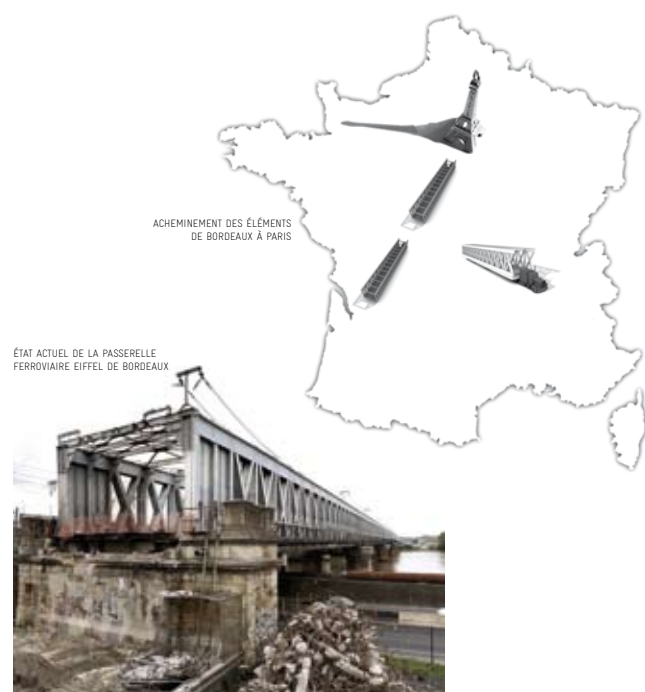 ACHEMINEMENT DES ÉLÉMENTS
DE BORDEAUX À PARIS
ÉTAT ACTUEL DE LA PASSERELLE
FERROVIAIRE EIFFEL DE BORDEAUX